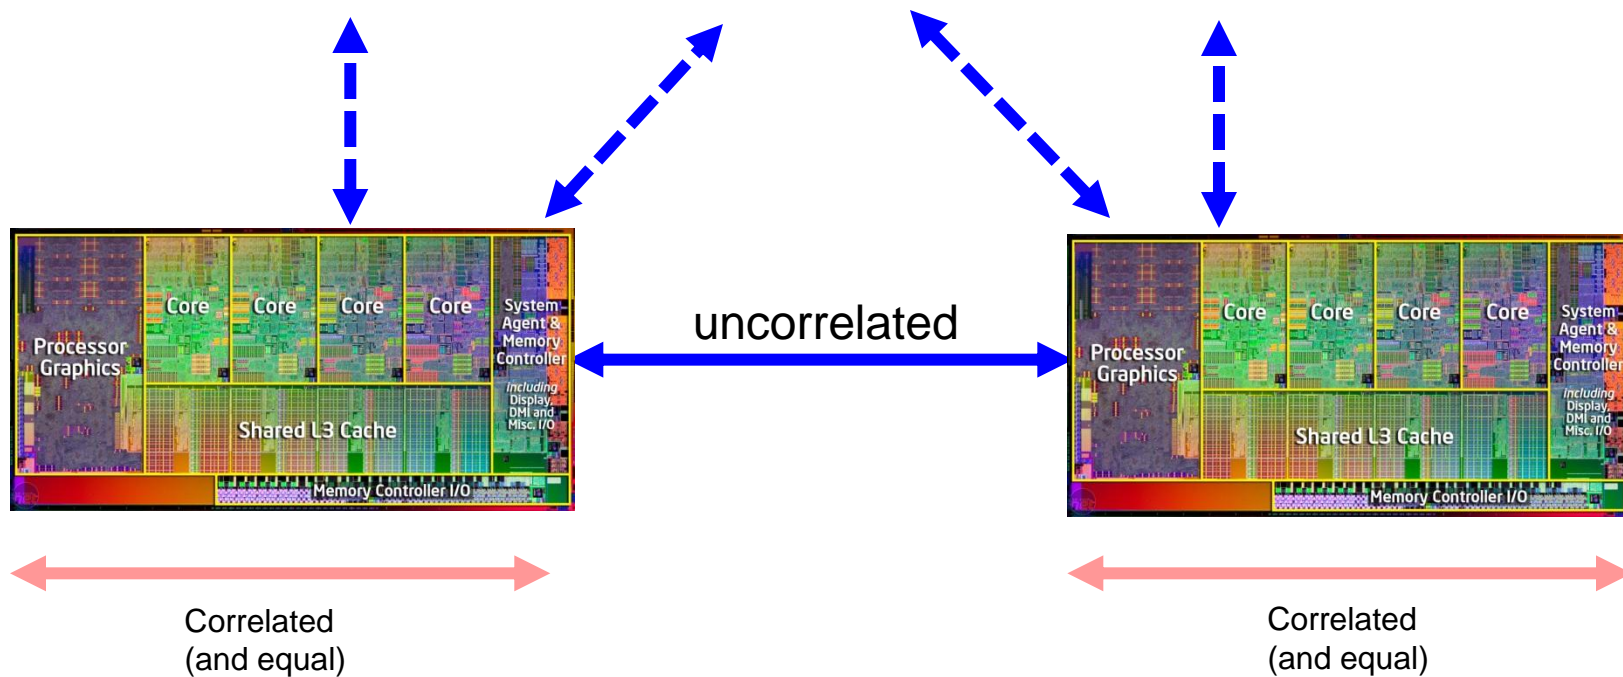 Core
Core
Core
Core
System
Agent &
Memory
Controller
including
Display,
DMI and
Misc. I/O
Processor
Graphics
Shared L3 Cache
Memory Controller I/O
uncorrelated
Core
Core
Core
Core
System
Agent &
Memory
Controller
including
Display,
DMI and
Misc. I/O
Processor
Graphics
Shared L3 Cache
Memory Controller I/O
Correlated
(and equal)
Correlated
(and equal)